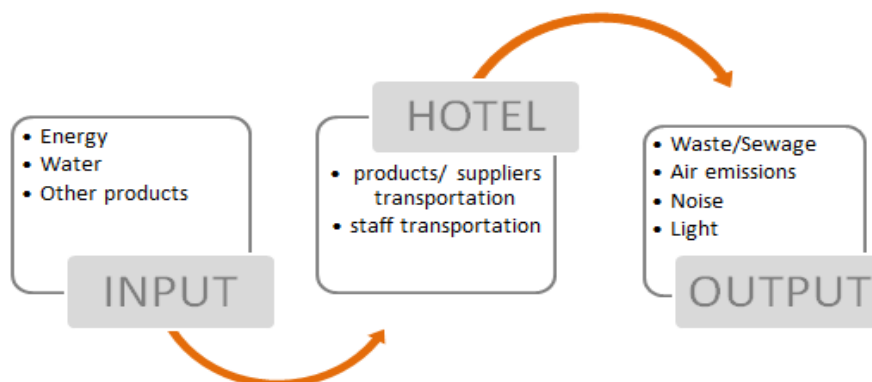 • Energy
• Water
• Other products
INPUT
HOTEL
• products/ suppliers
transportation
• staff transportation
• Waste/Sewage
• Air emissions
• Noise
• Light
OUTPUT